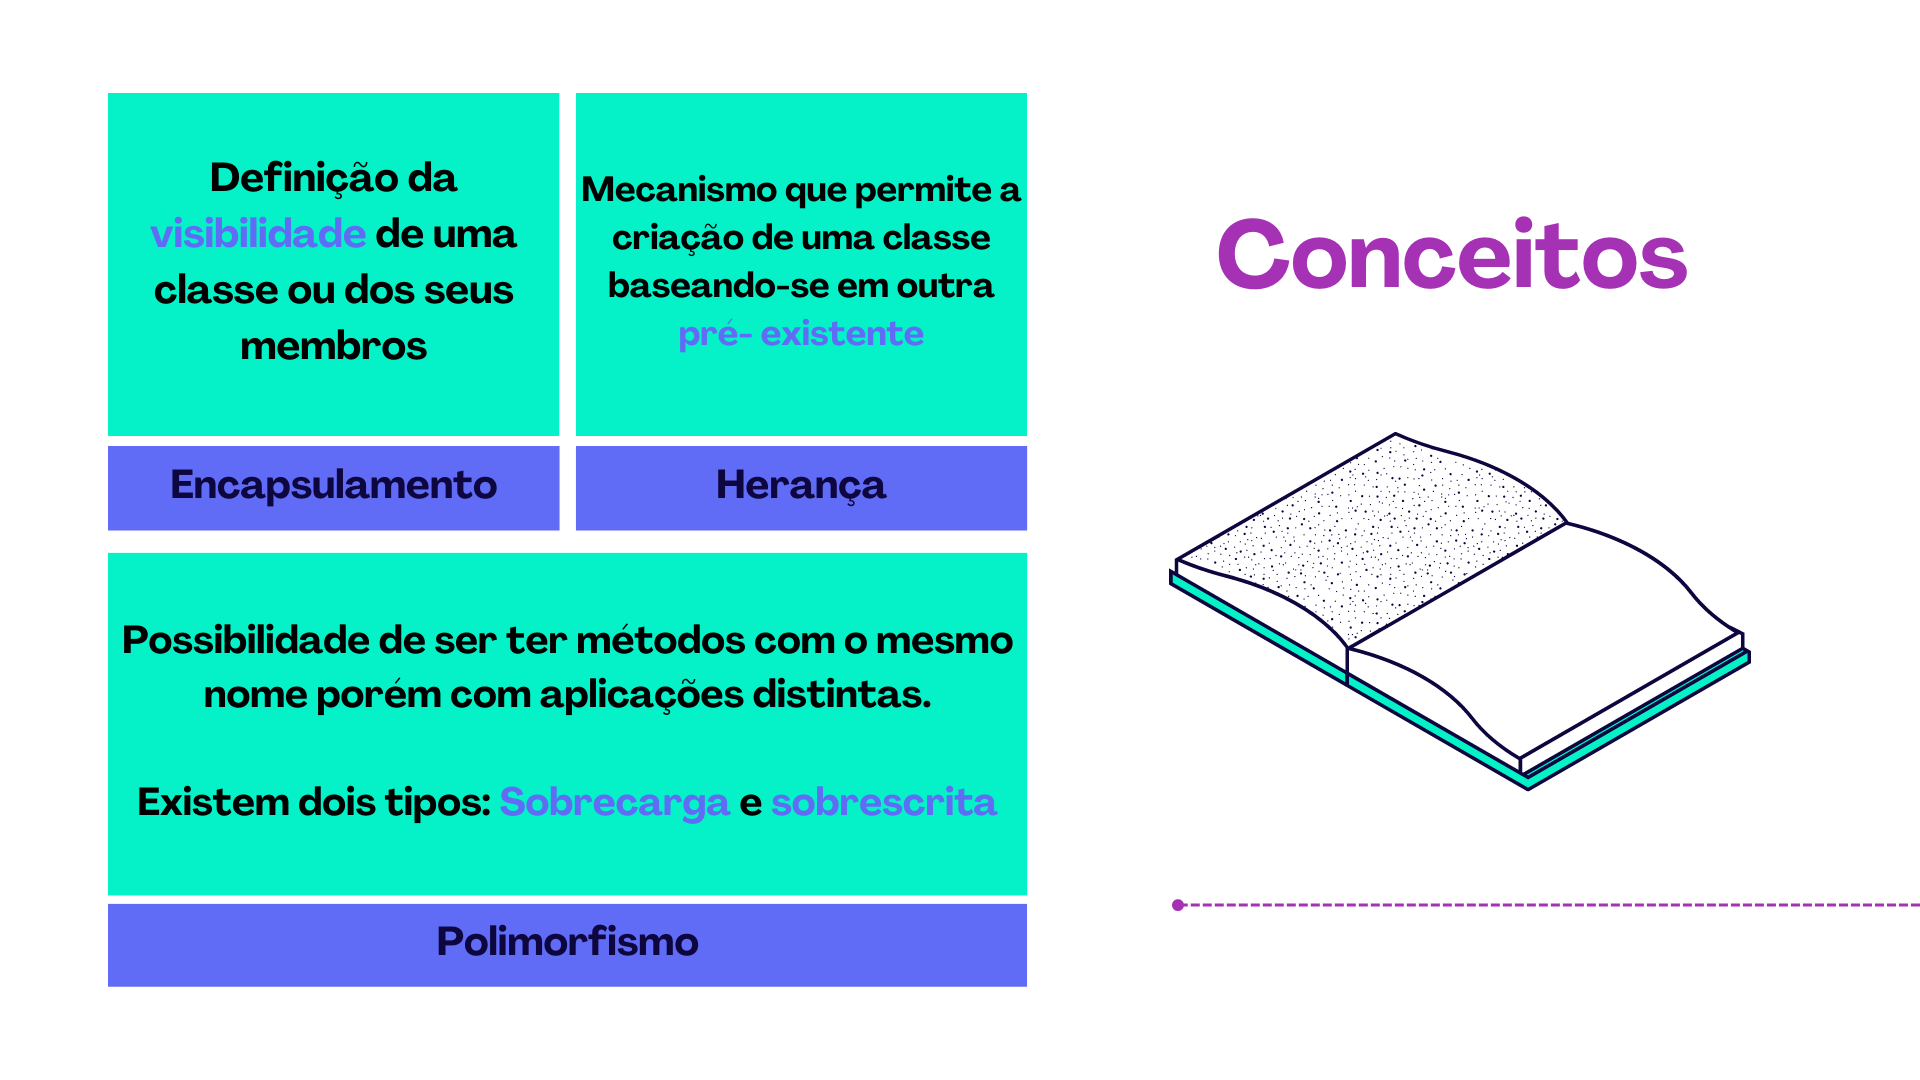 Definição da
visibilidade de uma
classe ou dos seus
membros
Encapsulamento
Mecanismo que permite a
criação de uma classe
baseando-se em outra
pré- existente
Herança
Possibilidade de ser ter métodos com o mesmo
nome porém com aplicações distintas.
Existem dois tipos: Sobrecarga e sobrescrita
Polimorfismo
Conceitos